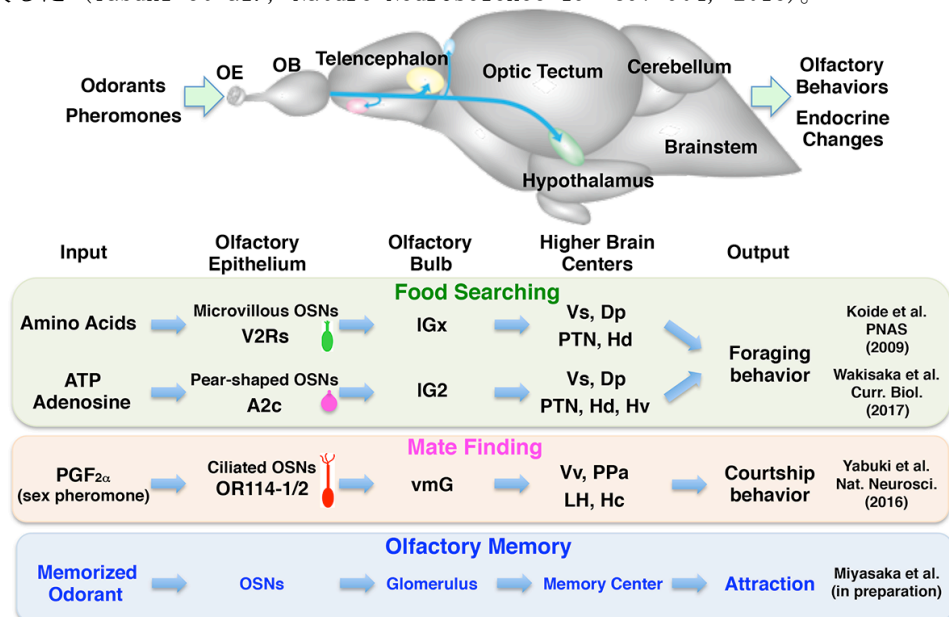 OE
OB
Telencephalon
Optic Tectum
Cerebellum
Brainstem
Hypothalamus
Odorants
Pheromones
Olfactory
Behaviors
Endocrine
Changes
Input
Olfactory
Epithelium
Olfactory
Bulb
Higher Brain
Centers
Output
Food Searching
Amino Acids
Microvillous OSNs
V2Rs
IGx
Vs, Dp
PTN, Hd
ATP
Adenosine
Pear-shaped OSNs
A2c
IG2
Vs, Dp
PTN, Hd, Hv
Foraging
behavior
Koide et al.
PNAS
(2009)
Wakisaka et al.
Curr. Biol.
(2017)
Mate Finding
PGF2α
(sex pheromone)
Ciliated OSNs
OR114-1/2
vmG
Vv, PPa
LH, Hc
Courtship
behavior
Yabuki et al.
Nat. Neurosci.
(2016)
Olfactory Memory
Memorized
Odorant
OSNs
Glomerulus
Memory Center
Attraction
Miyasaka et al.
(in preparation)